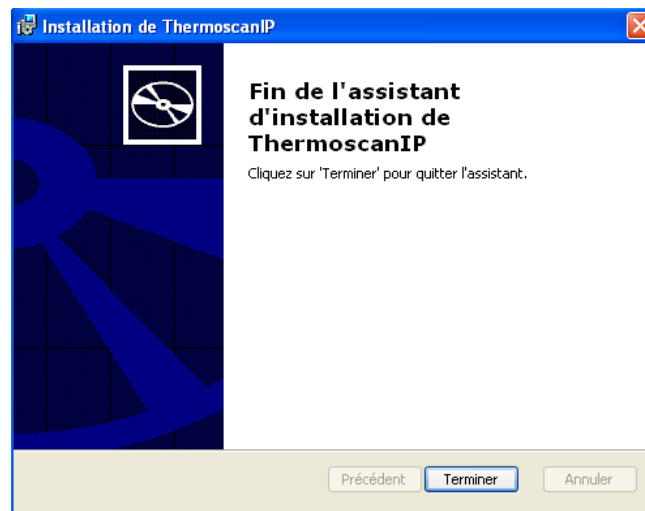 Installation de ThermoscanIP
Fin de l'assistant
d'installation de
ThermoscanIP
Cliquez sur 'Terminer' pour quitter l'assistant.
Précédent
Terminer
Annuler